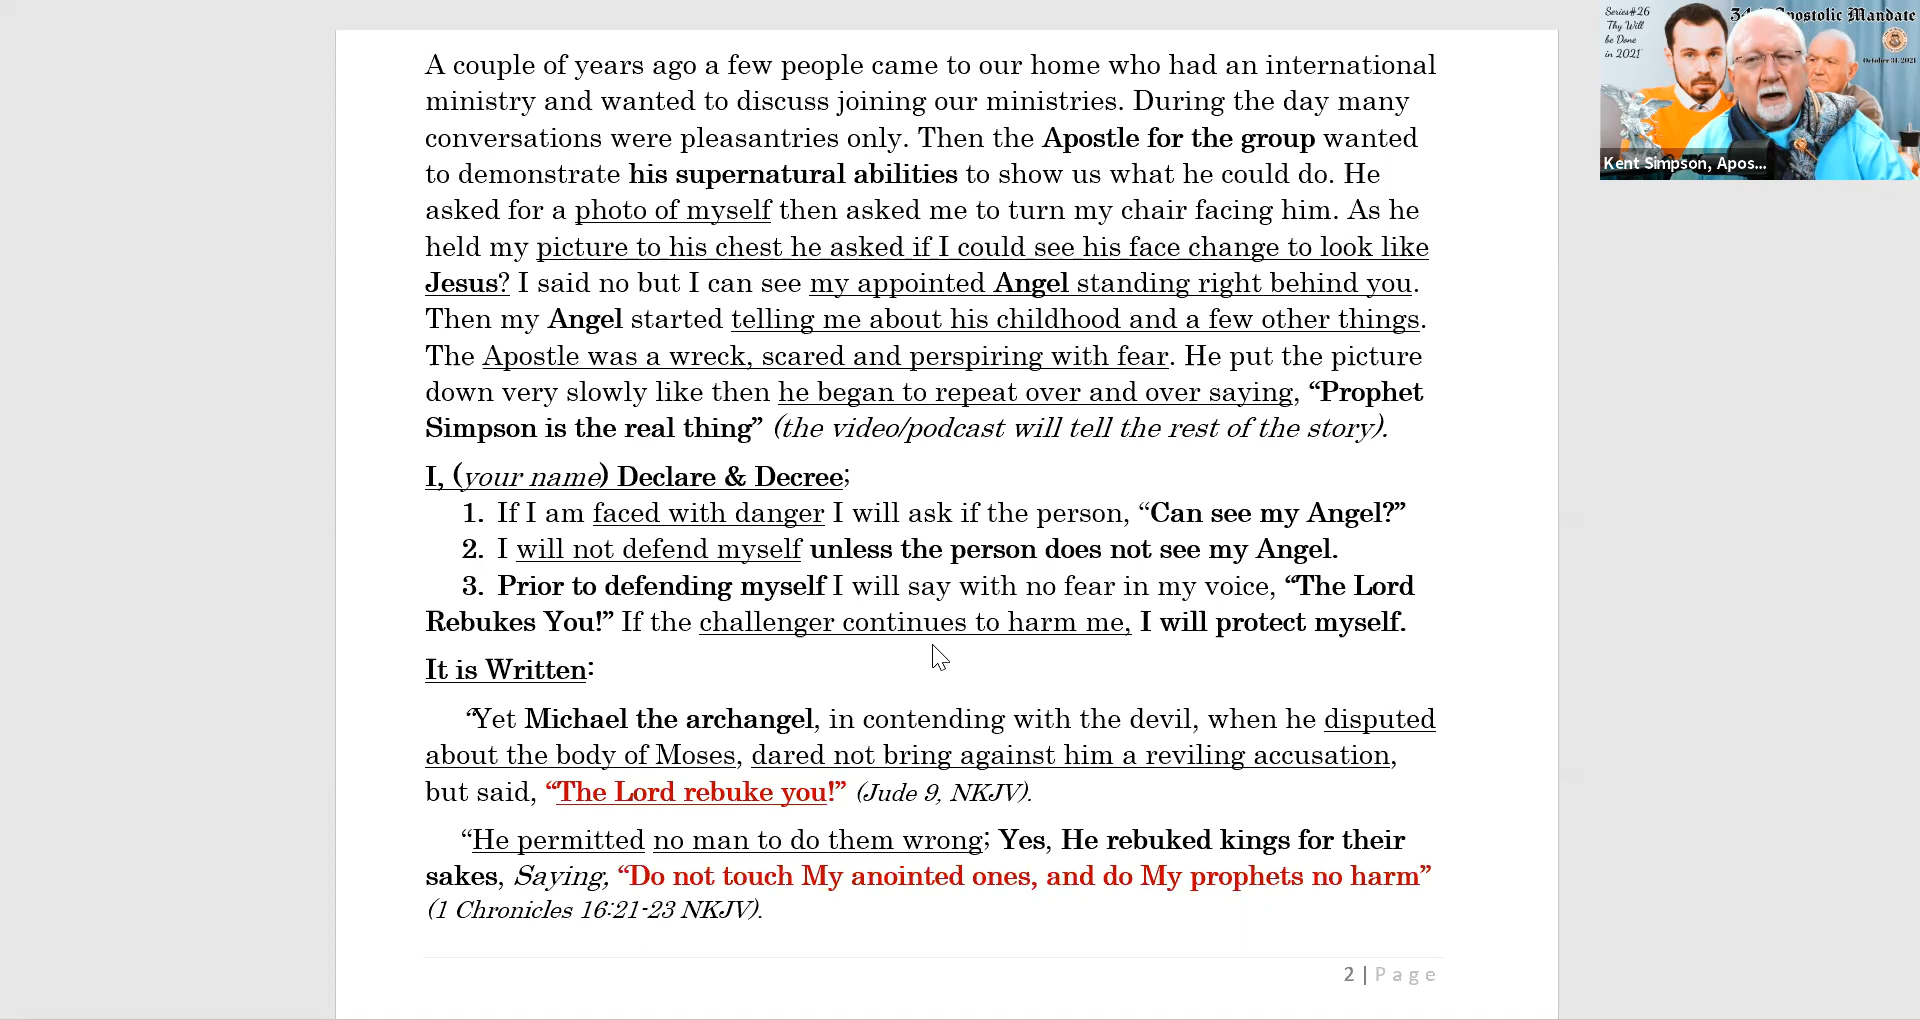 A couple of years ago a few people came to our home who had an international
ministry and wanted to discuss joining our ministries. During the day many
conversations were pleasantries only. Then the Apostle for the group wanted
to demonstrate his supernatural abilities to show us what he could do. He
asked for a photo of myself then asked me to turn my chair facing him. As he
held my picture to his chest he asked if I could see his face change to look like
Jesus? I said no but I can see my appointed Angel standing right behind you.
Then my Angel started telling me about his childhood and a few other things.
The Apostle was a wreck, scared and perspiring with fear. He put the picture
down very slowly like then he began to repeat over and over saying, “Prophet
Simpson is the real thing” (the video/podcast will tell the rest of the story).
I, (your name) Declare & Decree;
1. If I am faced with danger I will ask if the person, “Can see my Angel?”
2. I will not defend myself unless the person does not see my Angel.
3. Prior to defending myself I will say with no fear in my voice, “The Lord
Rebukes You!” If the challenger continues to harm me, I will protect myself.
It is Written:
“Yet Michael the archangel, in contending with the devil, when he disputed
about the body of Moses, dared not bring against him a reviling accusation,
but said, “The Lord rebuke you!” (Jude 9, NKJV).
“He permitted no man to do them wrong; Yes, He rebuked kings for their
sakes, Saying, “Do not touch My anointed ones, and do My prophets no harm”
(1 Chronicles 16:21-23 NKJV).
2 | Page
Series#26
Thy Will
be Done
in 2021
Apostolic Mandate
October 31, 2021
Kent Simpson, Apos...